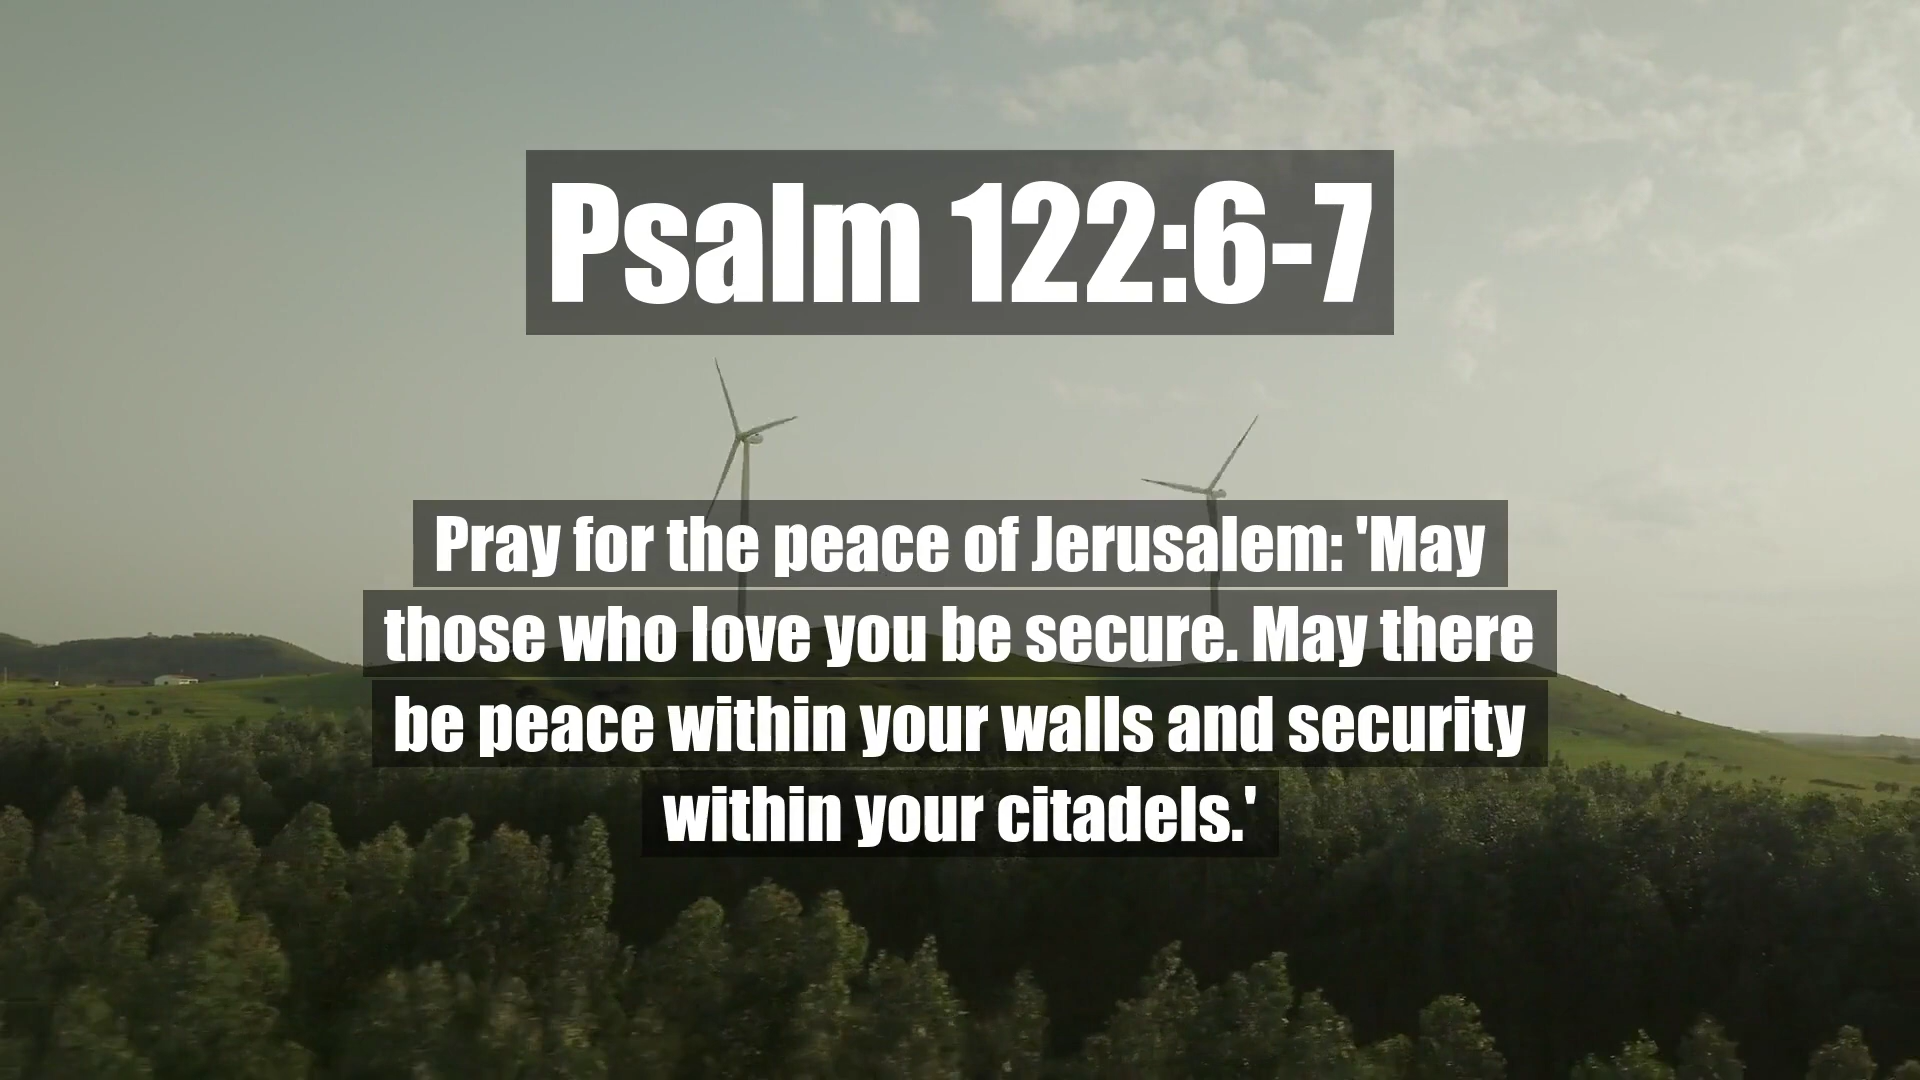 Psalm 122:6-7
Pray for the peace of Jerusalem: 'May
those who love you be secure. May there
be peace within your walls and security
within your citadels.'